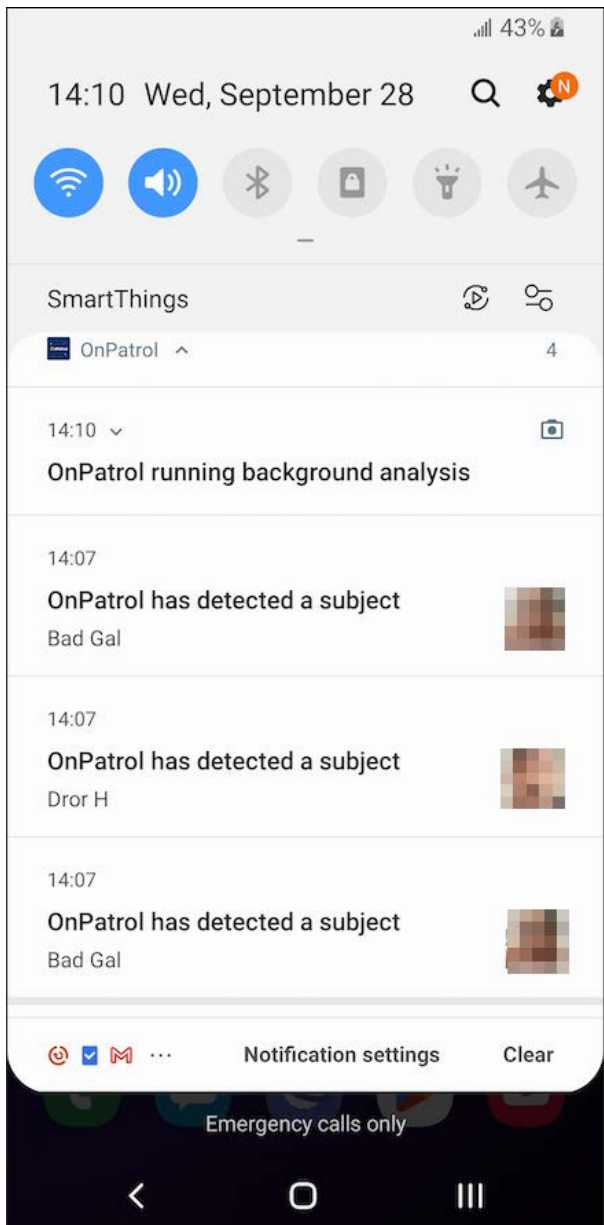 43%
14:10 Wed, September 28
N
SmartThings
OnPatrol 4
14:10
OnPatrol running background analysis
14:07
OnPatrol has detected a subject
Bad Gal
14:07
OnPatrol has detected a subject
Dror H
14:07
OnPatrol has detected a subject
Bad Gal
Notification settings Clear
Emergency calls only